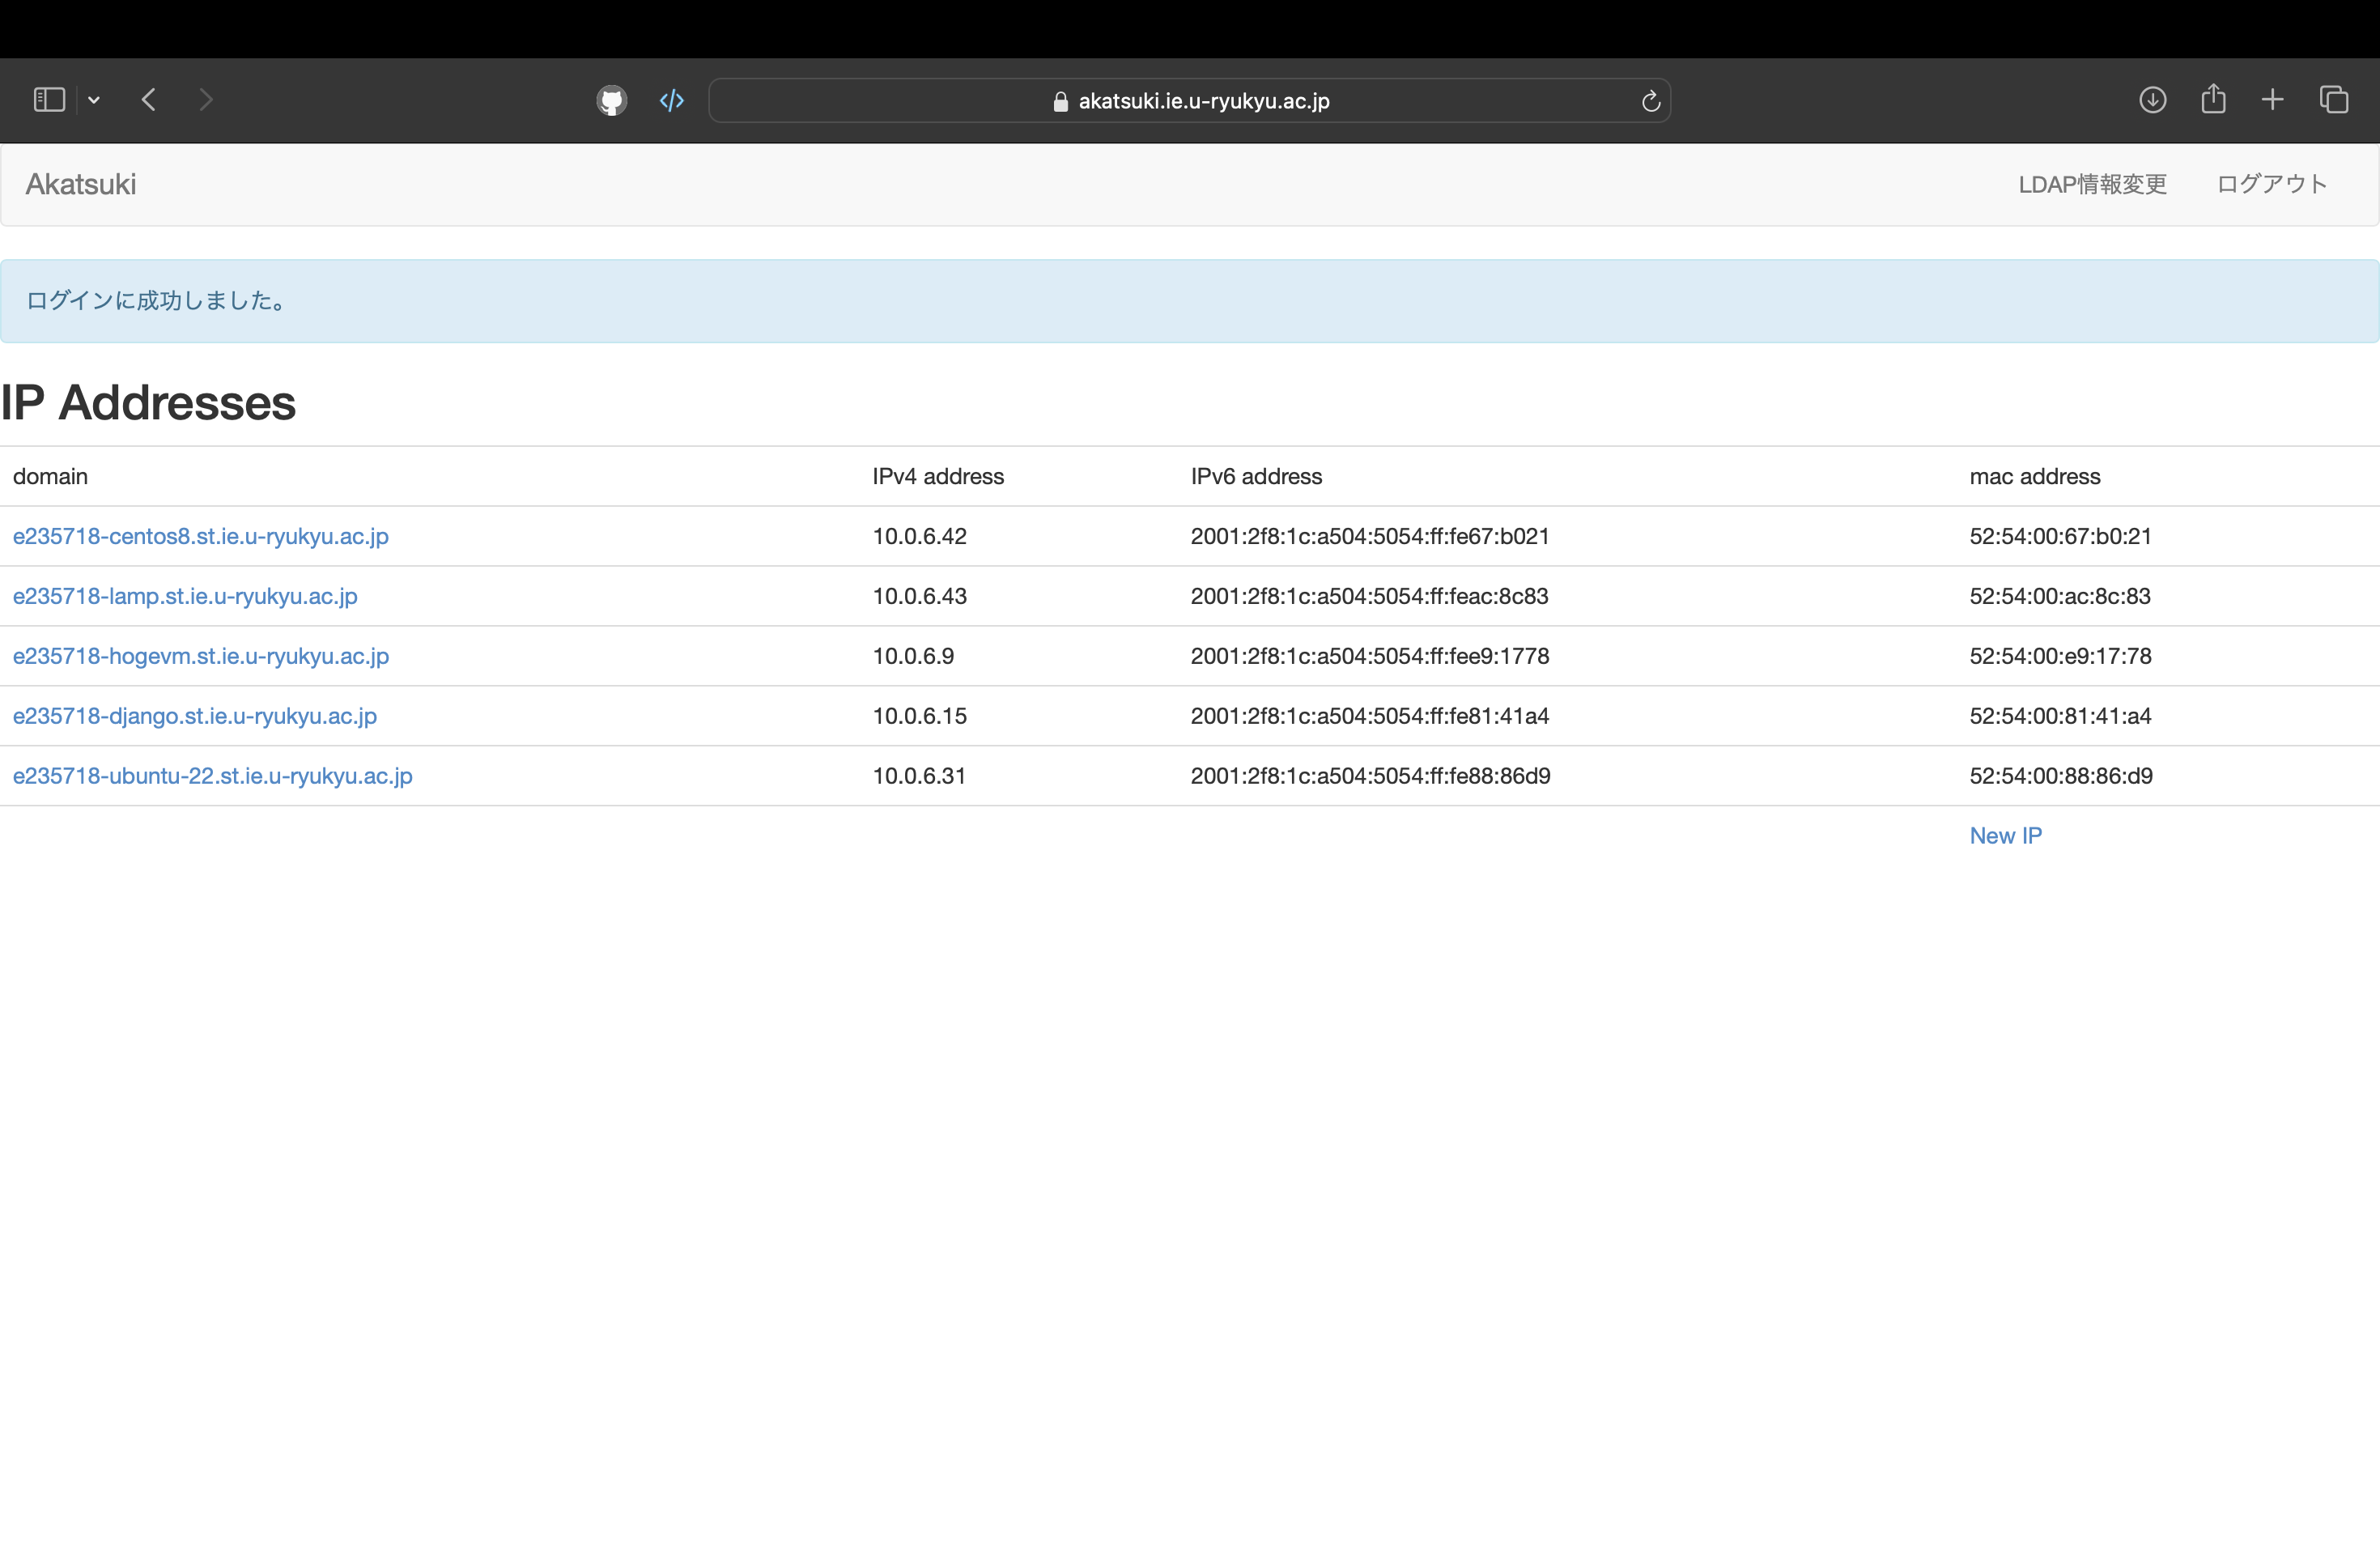 akatsuki.ie.u-ryukyu.ac.jp
Akatsuki LDAP情報変更 ログアウト
ログインに成功しました。
IP Addresses
domain IPv4 address IPv6 address mac address
e235718-centos8.st.ie.u-ryukyu.ac.jp 10.0.6.42 2001:2f8:1c:a504:5054:ff:fe67:b021 52:54:00:67:b0:21
e235718-lamp.st.ie.u-ryukyu.ac.jp 10.0.6.43 2001:2f8:1c:a504:5054:ff:feac:8c83 52:54:00:ac:8c:83
e235718-hogevm.st.ie.u-ryukyu.ac.jp 10.0.6.9 2001:2f8:1c:a504:5054:ff:fee9:1778 52:54:00:e9:17:78
e235718-django.st.ie.u-ryukyu.ac.jp 10.0.6.15 2001:2f8:1c:a504:5054:ff:fe81:41a4 52:54:00:81:41:a4
e235718-ubuntu-22.st.ie.u-ryukyu.ac.jp 10.0.6.31 2001:2f8:1c:a504:5054:ff:fe88:86d9 52:54:00:88:86:d9
New IP